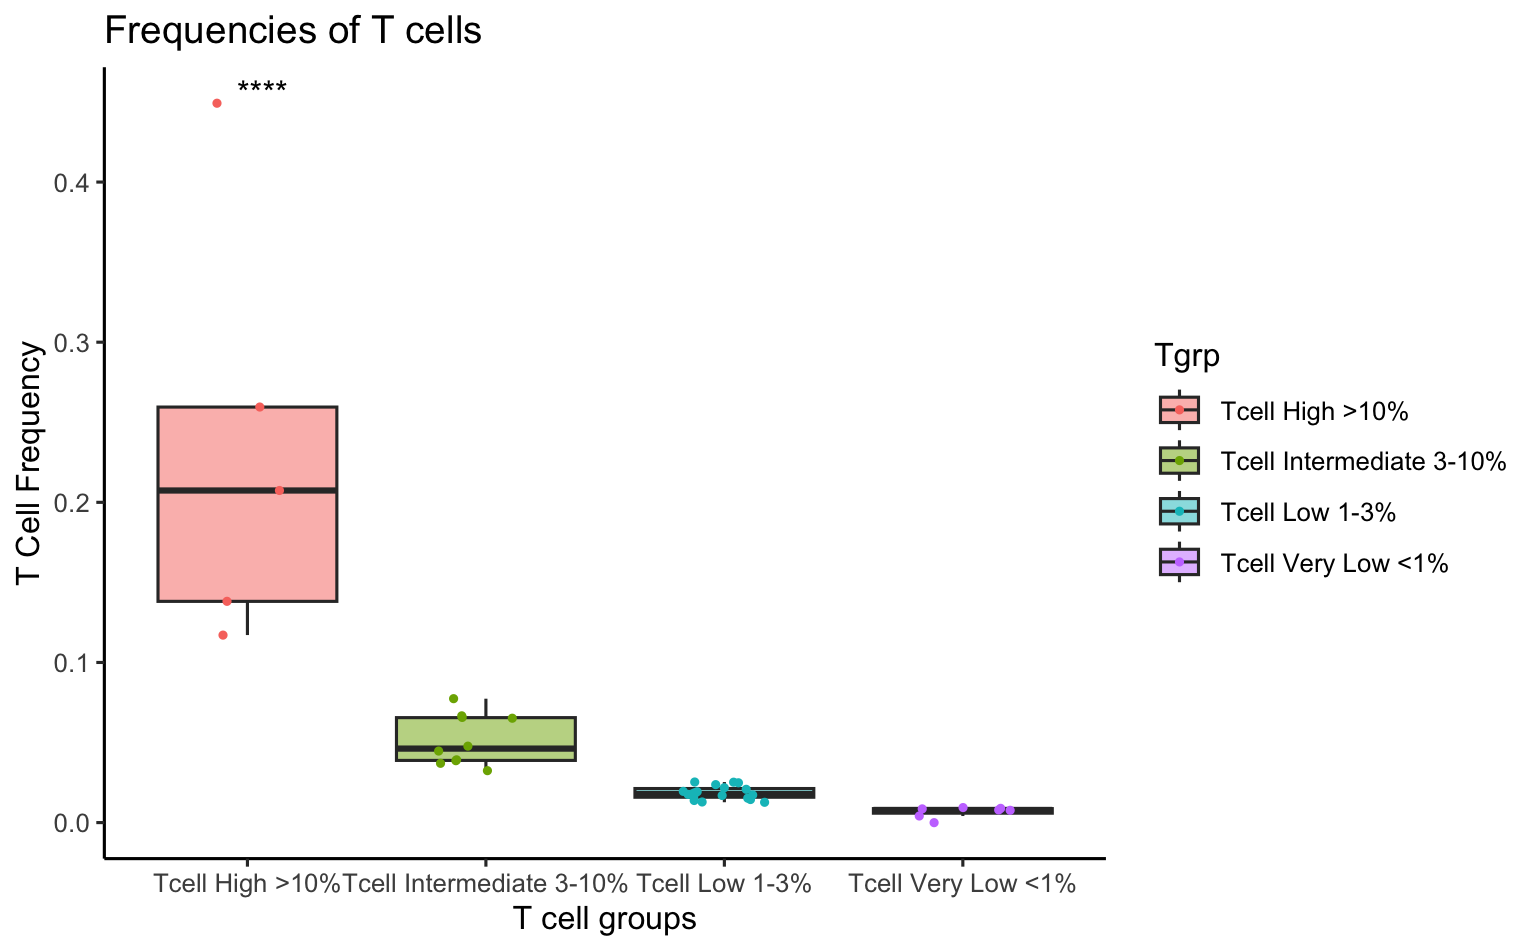 Frequencies of T cells
****
0.4
0.3
0.2
0.1
0.0
T Cell Frequency
Tcell High >10%
Tcell Intermediate 3-10%
Tcell Low 1-3%
Tcell Very Low <1%
T cell groups
Tgrp
Tcell High >10%
Tcell Intermediate 3-10%
Tcell Low 1-3%
Tcell Very Low <1%